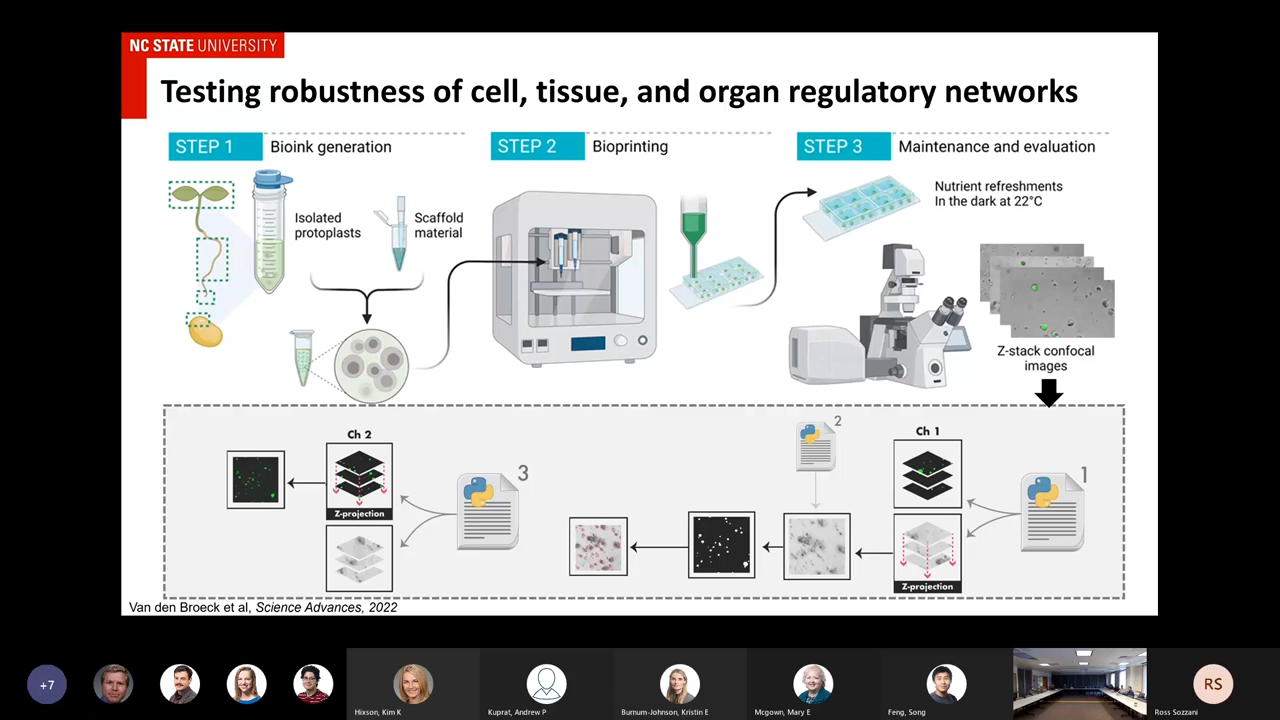 NC STATE UNIVERSITY
Testing robustness of cell, tissue, and organ regulatory networks
STEP 1
Bioink generation
STEP 2
Bioprinting
STEP 3
Maintenance and evaluation
Isolated
protoplasts
Scaffold
material
Nutrient refreshments
In the dark at 22°C
Z-stack confocal
images
Ch 2
Z-projection
3
2
Ch 1
Z-projection
1
Van den Broeck et al, Science Advances, 2022
+7
Hixson, Kim K
Kuprat, Andrew P
Burnum-Johnson, Kristin E
Mcgown, Mary E
Feng, Song
RS
Ross Sozzani